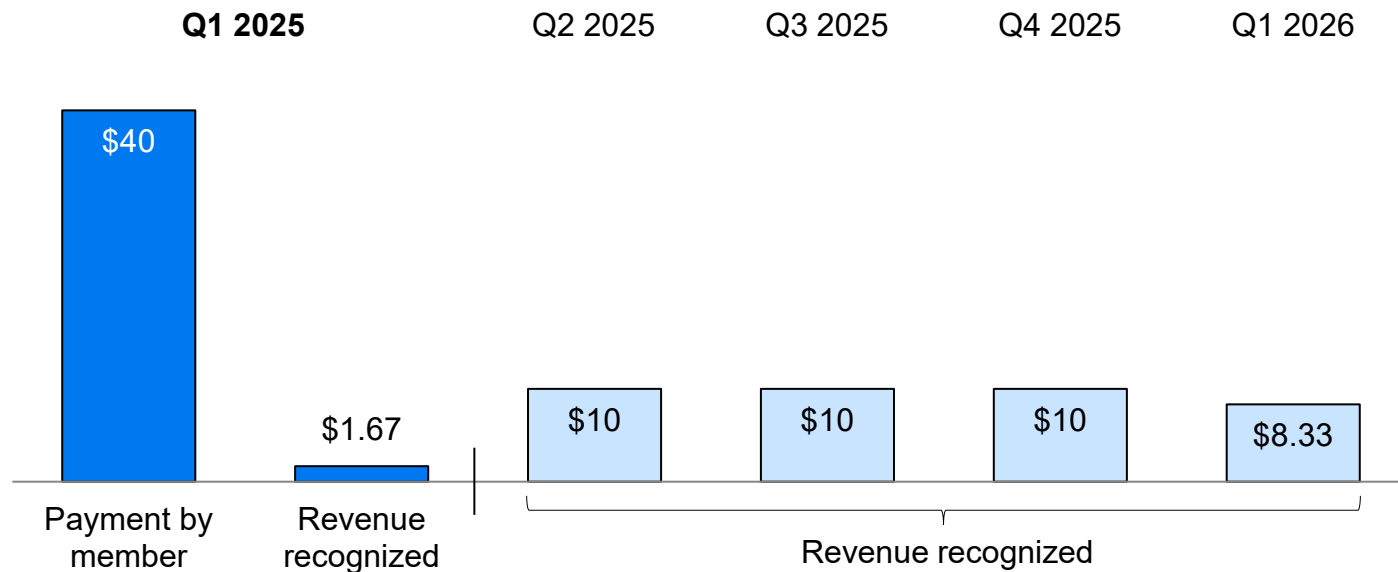 Q1 2025 Q2 2025 Q3 2025 Q4 2025 Q1 2026
$40
$1.67 $10 $10 $10 $8.33
Payment by
member
Revenue
recognized
Revenue recognized